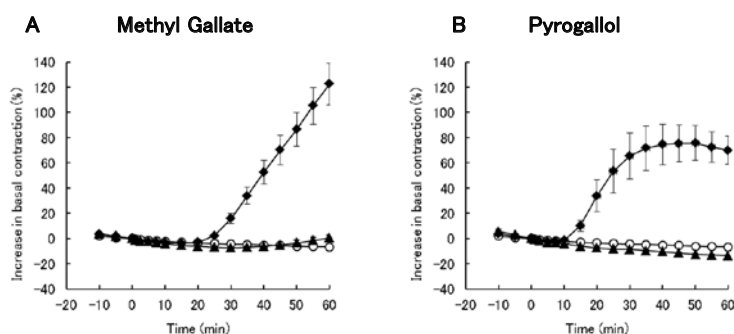 A Methyl Gallate
B Pyrogallol
Increase in basal contraction (%)
140
120
100
80
60
40
20
0
-20
-40
-20 -10 0 10 20 30 40 50 60
Time (min)
Increase in basal contraction (%)
140
120
100
80
60
40
20
0
-20
-40
-20 -10 0 10 20 30 40 50 60
Time (min)